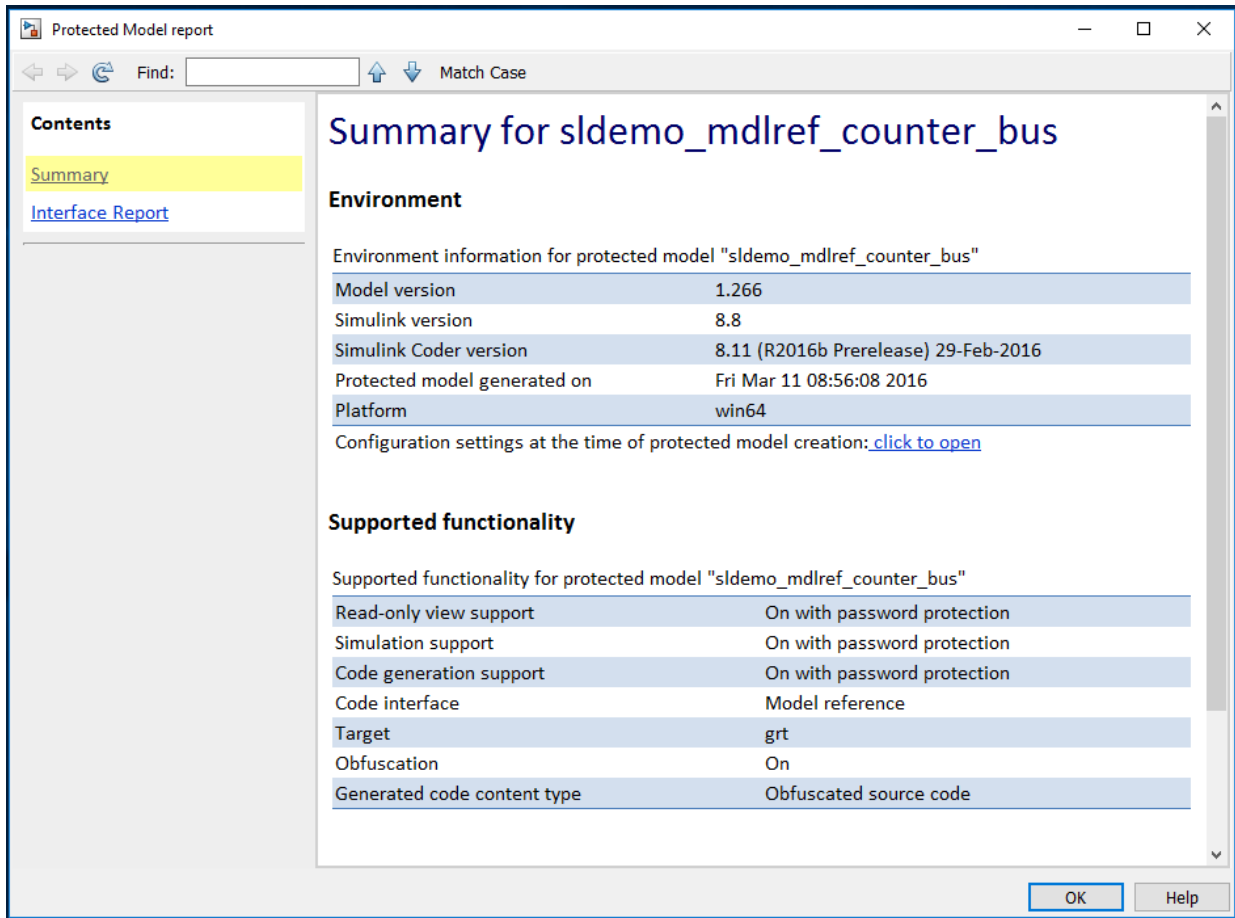 Protected Model report
Find: Match Case
Contents
Summary
Interface Report
Summary for sldemo_mdlref_counter_bus
Environment
Environment information for protected model "sldemo_mdlref_counter_bus"
Model version 1.266
Simulink version 8.8
Simulink Coder version 8.11 (R2016b Prerelease) 29-Feb-2016
Protected model generated on Fri Mar 11 08:56:08 2016
Platform win64
Configuration settings at the time of protected model creation: click to open
Supported functionality
Supported functionality for protected model "sldemo_mdlref_counter_bus"
Read-only view support On with password protection
Simulation support On with password protection
Code generation support On with password protection
Code interface Model reference
Target grt
Obfuscation On
Generated code content type Obfuscated source code
OK Help